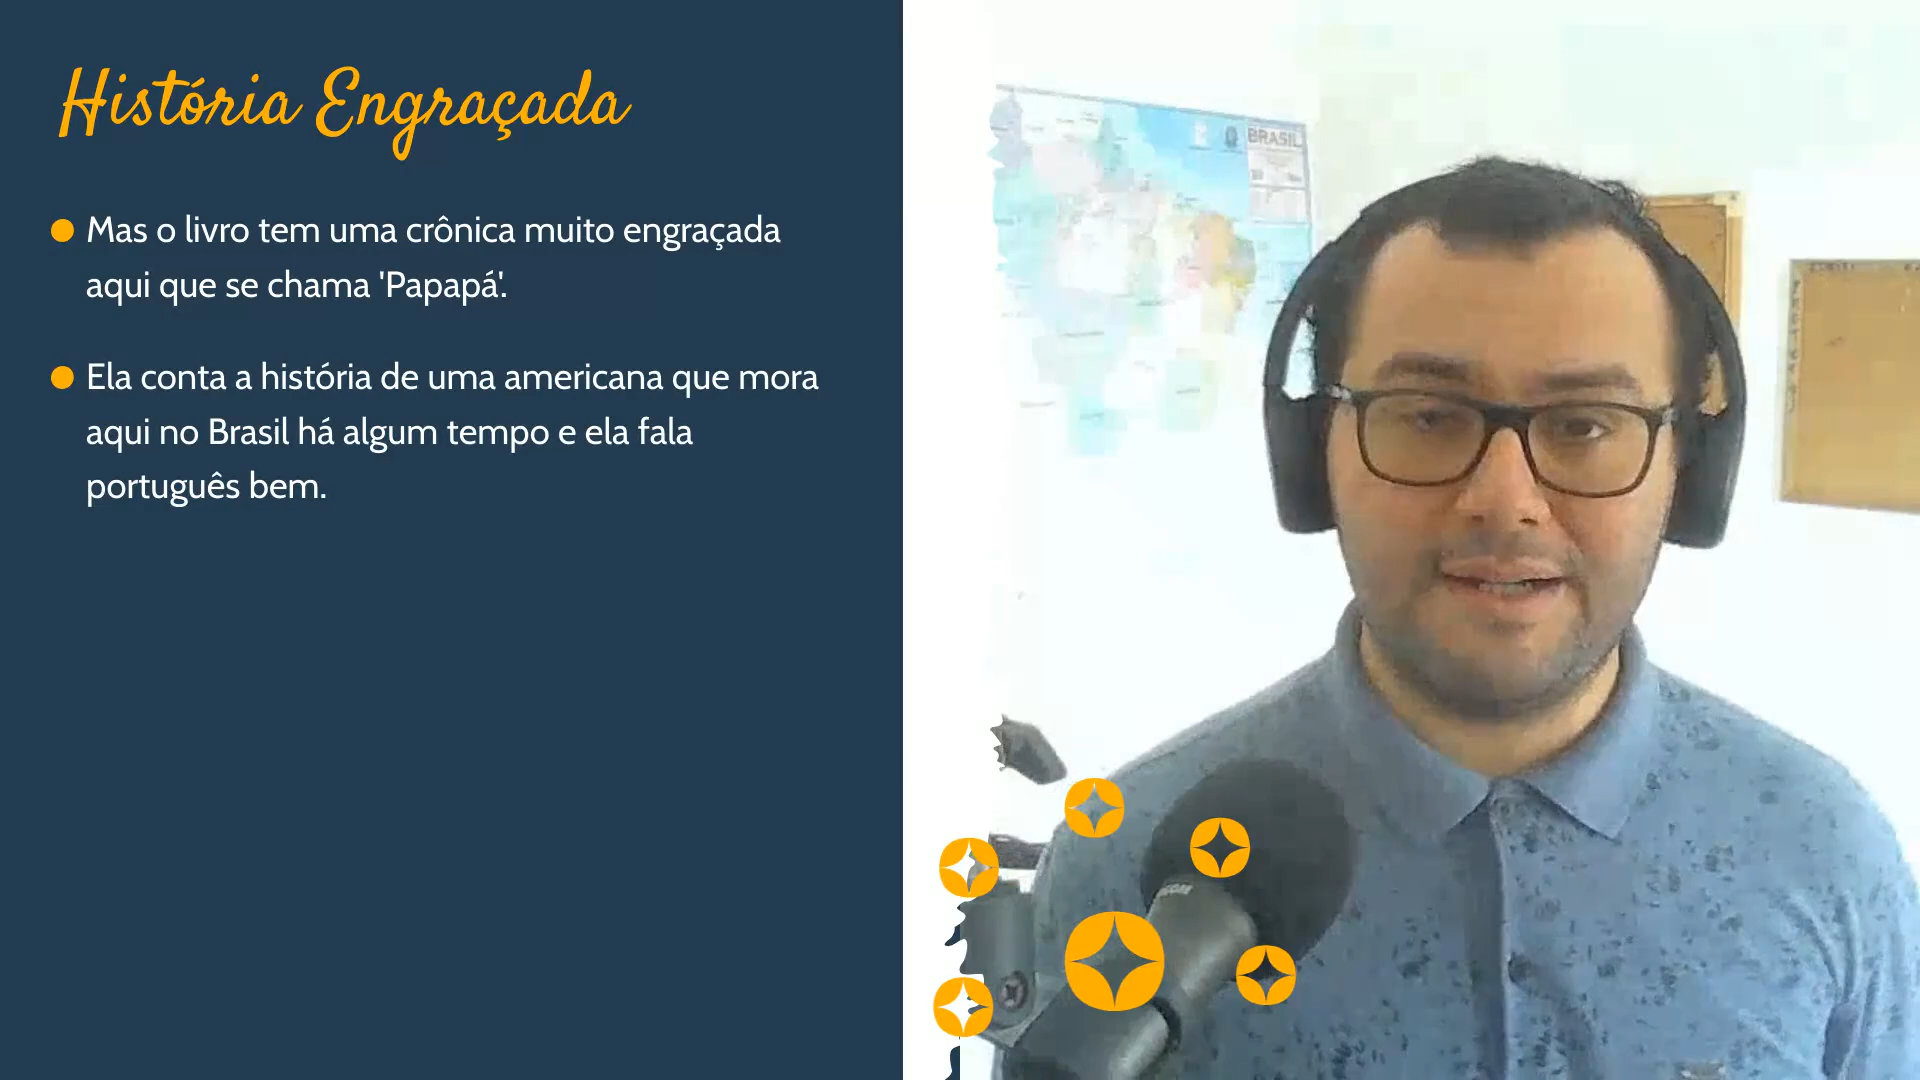 História Engraçada
Mas o livro tem uma crônica muito engraçada
aqui que se chama 'Papapá'.
Ela conta a história de uma americana que mora
aqui no Brasil há algum tempo e ela fala
português bem.
BRASIL